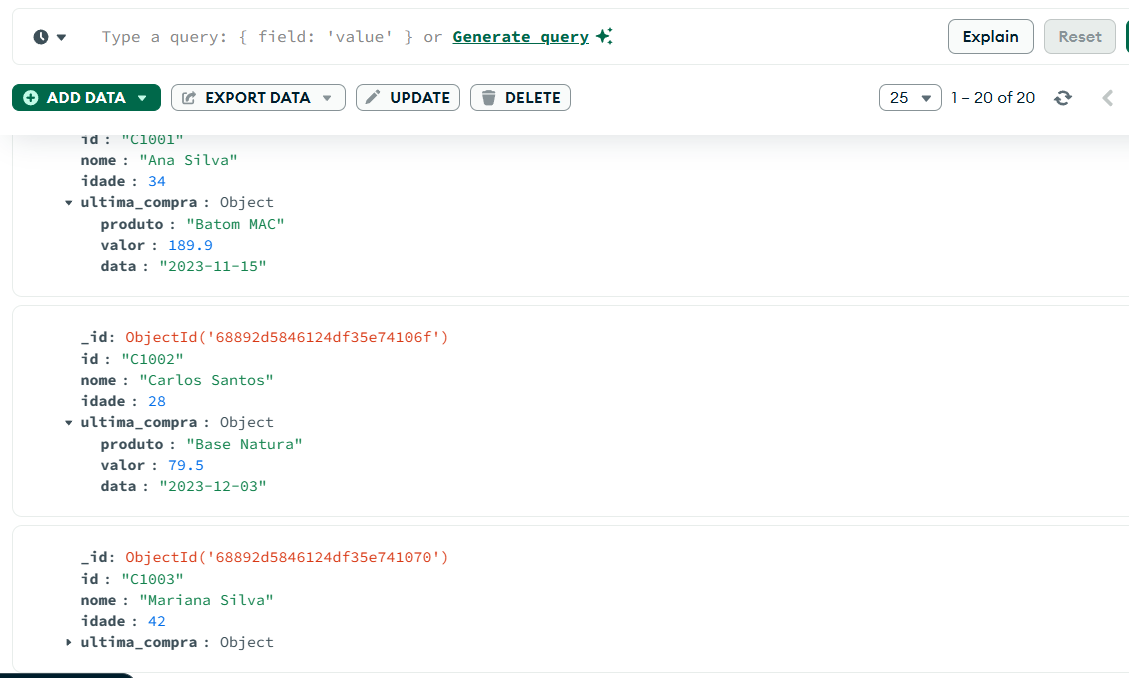 Type a query: { field: 'value' } or Generate query
Explain
Reset
ADD DATA
EXPORT DATA
UPDATE
DELETE
25
1 – 20 of 20
id : "C1001"
nome : "Ana Silva"
idade : 34
ultima_compra : Object
produto : "Batom MAC"
valor : 189.9
data : "2023-11-15"
_id: ObjectId('68892d5846124df35e74106f')
id : "C1002"
nome : "Carlos Santos"
idade : 28
ultima_compra : Object
produto : "Base Natura"
valor : 79.5
data : "2023-12-03"
_id: ObjectId('68892d5846124df35e741070')
id : "C1003"
nome : "Mariana Silva"
idade : 42
ultima_compra : Object